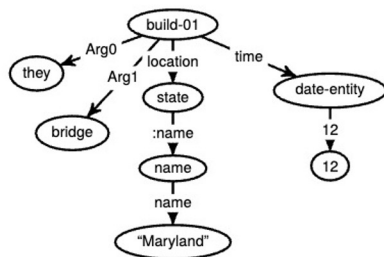 build-01
Arg0
location
time
they
Arg1
state
date-entity
bridge
:name
12
name
12
name
“Maryland”